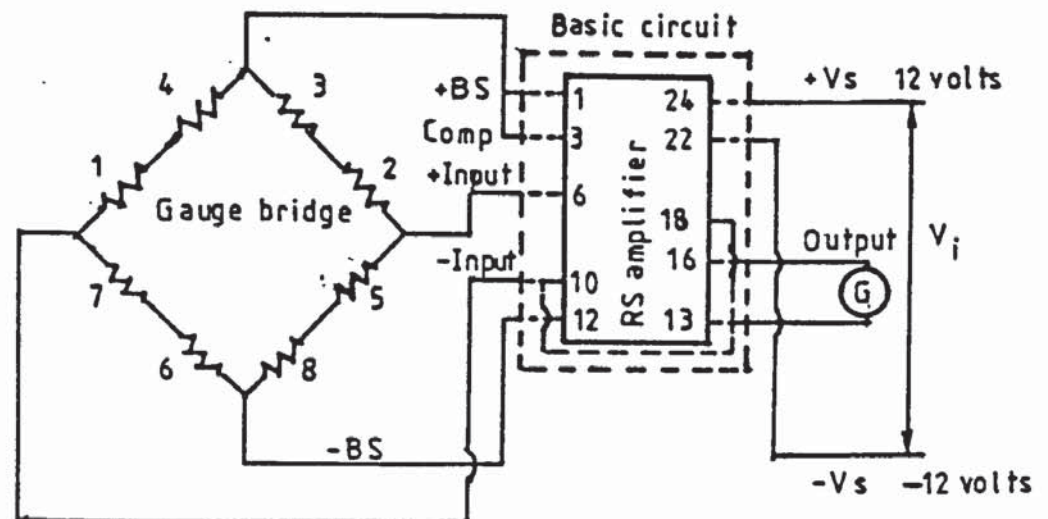 Basic circuit
4 3
+BS 1 24 +Vs 12 volts
Comp 3 22
1 2
+Input 6
Gauge bridge
18
-Input 10 16 Output Vi
7 5
12 13 G
RS amplifier
6 8
-BS
-Vs -12 volts